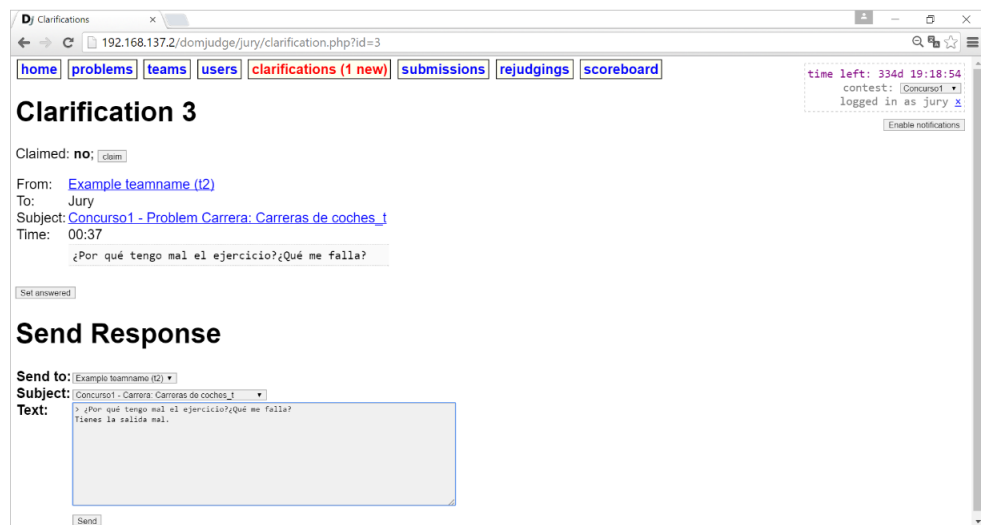 Dj Clarifications
192.168.137.2/domjudge/jury/clarification.php?id=3
home problems teams users clarifications (1 new) submissions rejudgings scoreboard
time left: 334d 19:18:54
contest: Concurso1
logged in as jury x
Enable notifications
Clarification 3
Claimed: no; claim
From: Example teamname (t2)
To: Jury
Subject: Concurso1 - Problem Carrera: Carreras de coches_t
Time: 00:37
¿Por qué tengo mal el ejercicio?¿Qué me falla?
Set answered
Send Response
Send to: Example teamname (t2)
Subject: Concurso1 - Carrera: Carreras de coches_t
Text: > ¿Por qué tengo mal el ejercicio?¿Qué me falla?
Tienes la salida mal.
Send